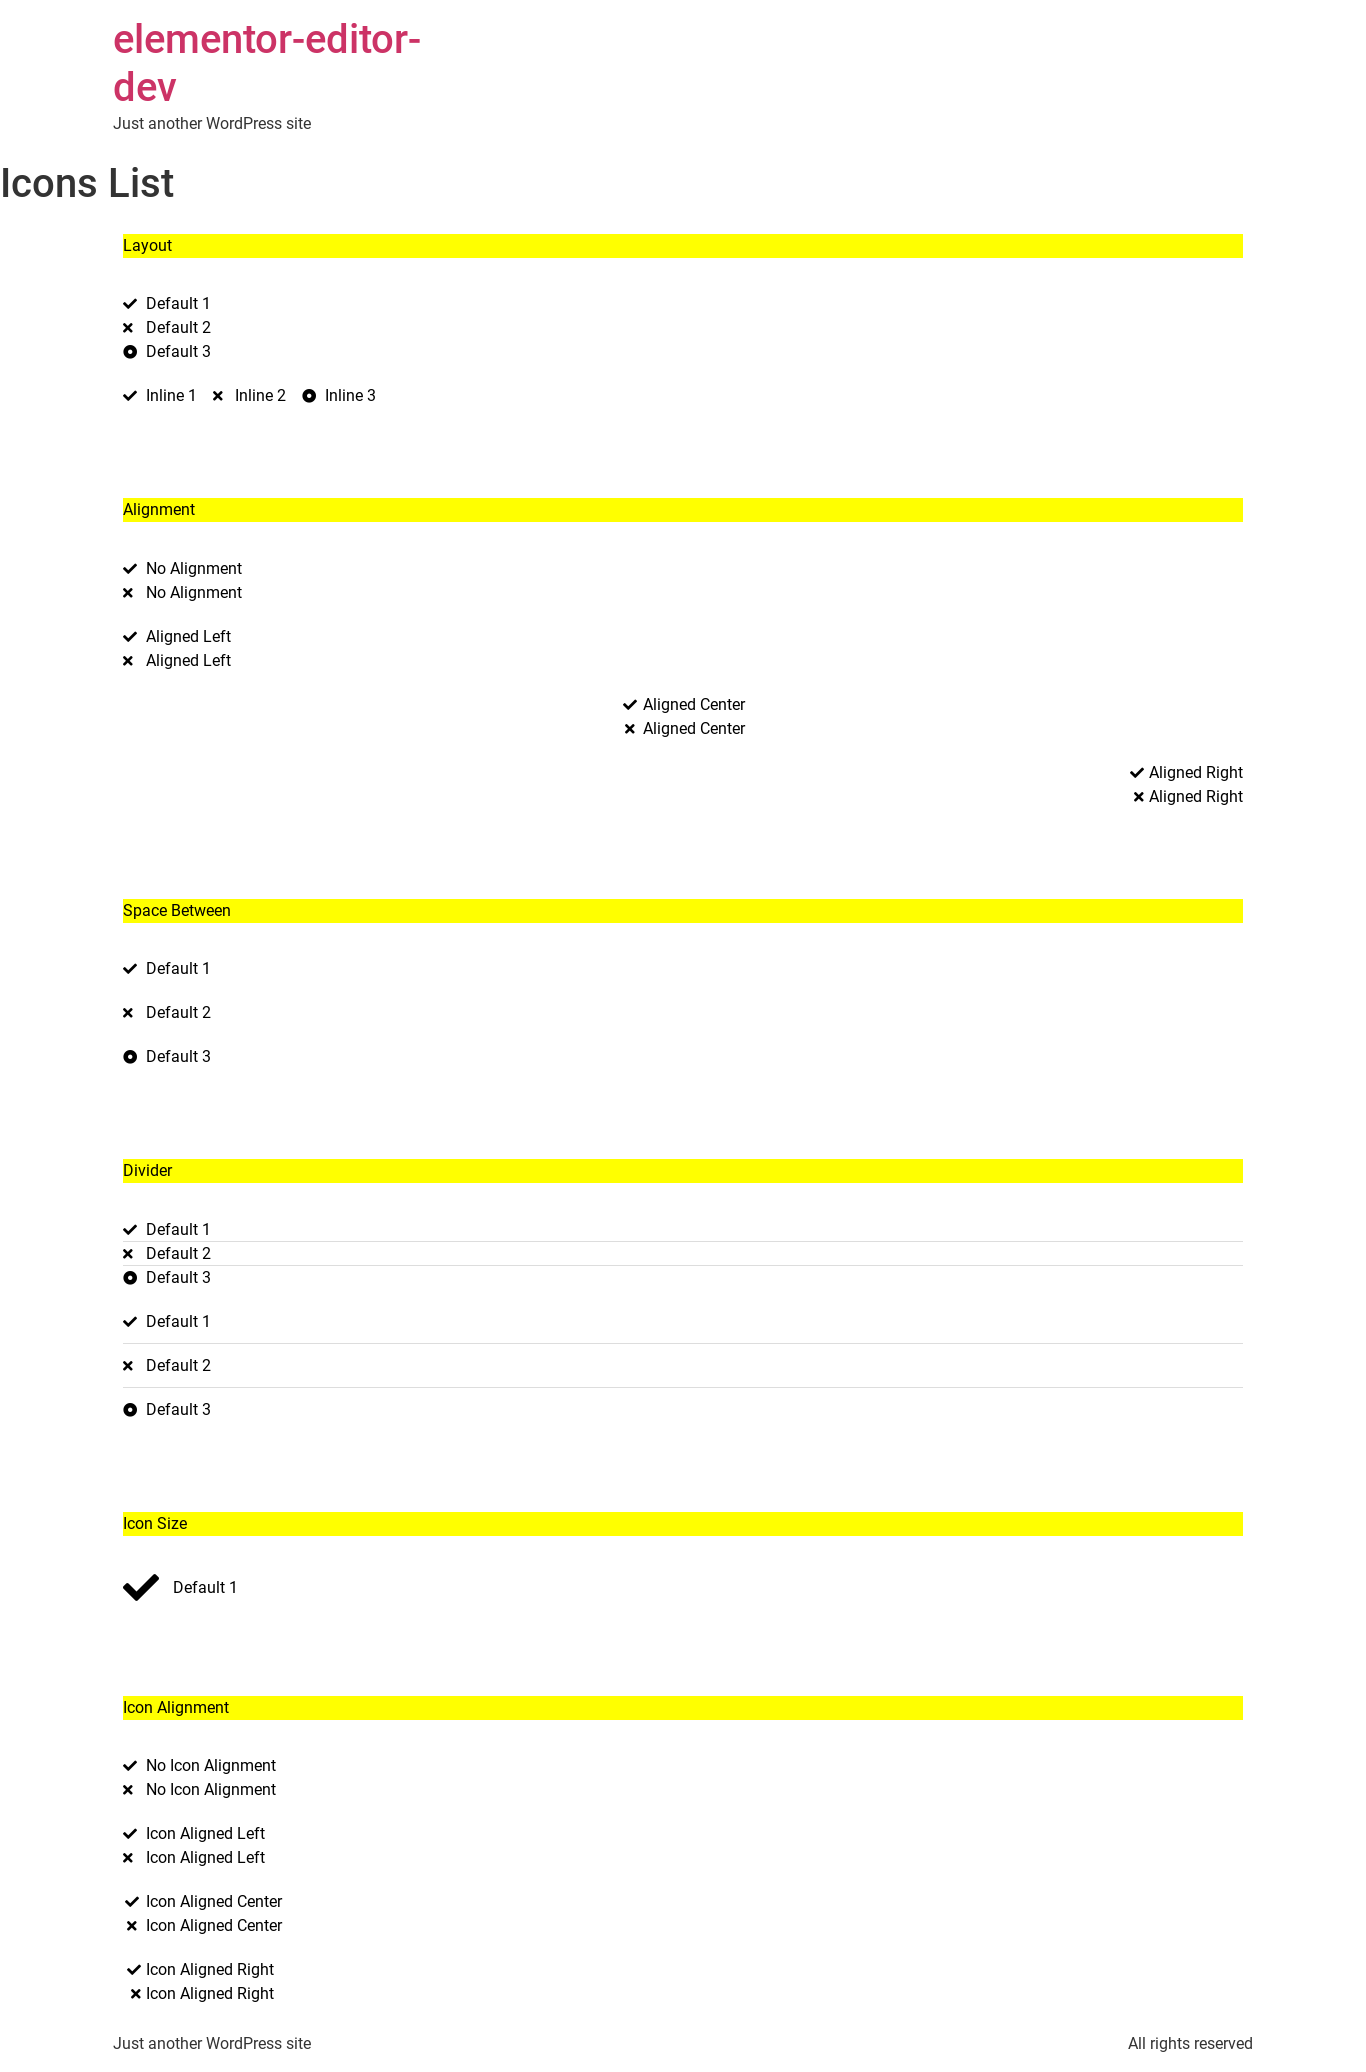 elementor-editor-
dev
Just another WordPress site
Icons List
Layout
Default 1
Default 2
Default 3
Inline 1 Inline 2 Inline 3
Alignment
No Alignment
No Alignment
Aligned Left
Aligned Left
Aligned Center
Aligned Center
Aligned Right
Aligned Right
Space Between
Default 1
Default 2
Default 3
Divider
Default 1
Default 2
Default 3
Default 1
Default 2
Default 3
Icon Size
Default 1
Icon Alignment
No Icon Alignment
No Icon Alignment
Icon Aligned Left
Icon Aligned Left
Icon Aligned Center
Icon Aligned Center
Icon Aligned Right
Icon Aligned Right
Just another WordPress site All rights reserved